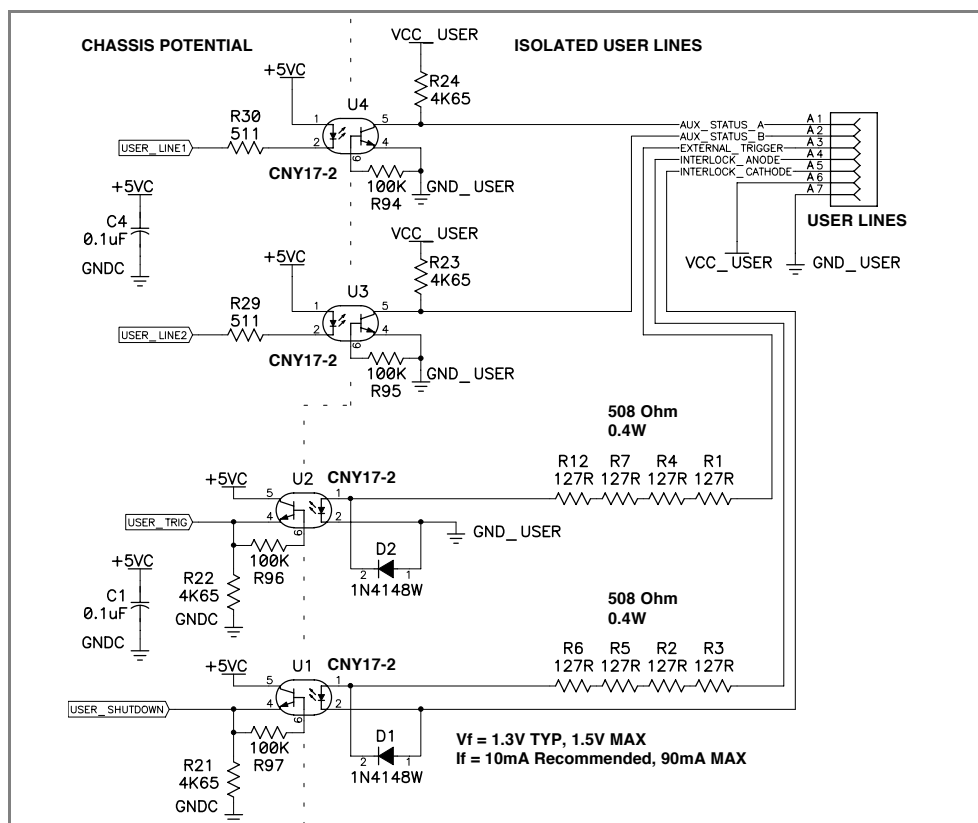 CHASSIS POTENTIAL
ISOLATED USER LINES
VCC_USER
+5VC
R24
4K65
U4
R30
511
1
5
2
4
6
USER_LINE1
CNY17-2
100K
R94
GND_USER
AUX_STATUS_A
A1
AUX_STATUS_B
A2
EXTERNAL_TRIGGER
A3
INTERLOCK_ANODE
A4
INTERLOCK_CATHODE
A5
A6
A7
USER LINES
VCC_USER
GND_USER
+5VC
C4
0.1uF
GNDC
VCC_USER
+5VC
R23
4K65
U3
R29
511
1
5
2
4
6
USER_LINE2
CNY17-2
100K
R95
GND_USER
508 Ohm
0.4W
R12
R7
R4
R1
127R
127R
127R
127R
U2
CNY17-2
+5VC
5
1
4
2
6
USER_TRIG
GND_USER
100K
R96
D2
2
1
1N4148W
+5VC
C1
0.1uF
GNDC
R22
4K65
GNDC
508 Ohm
0.4W
R6
R5
R2
R3
127R
127R
127R
127R
U1
CNY17-2
+5VC
5
1
4
2
6
USER_SHUTDOWN
100K
R97
D1
2
1
1N4148W
Vf = 1.3V TYP, 1.5V MAX
If = 10mA Recommended, 90mA MAX
R21
4K65
GNDC